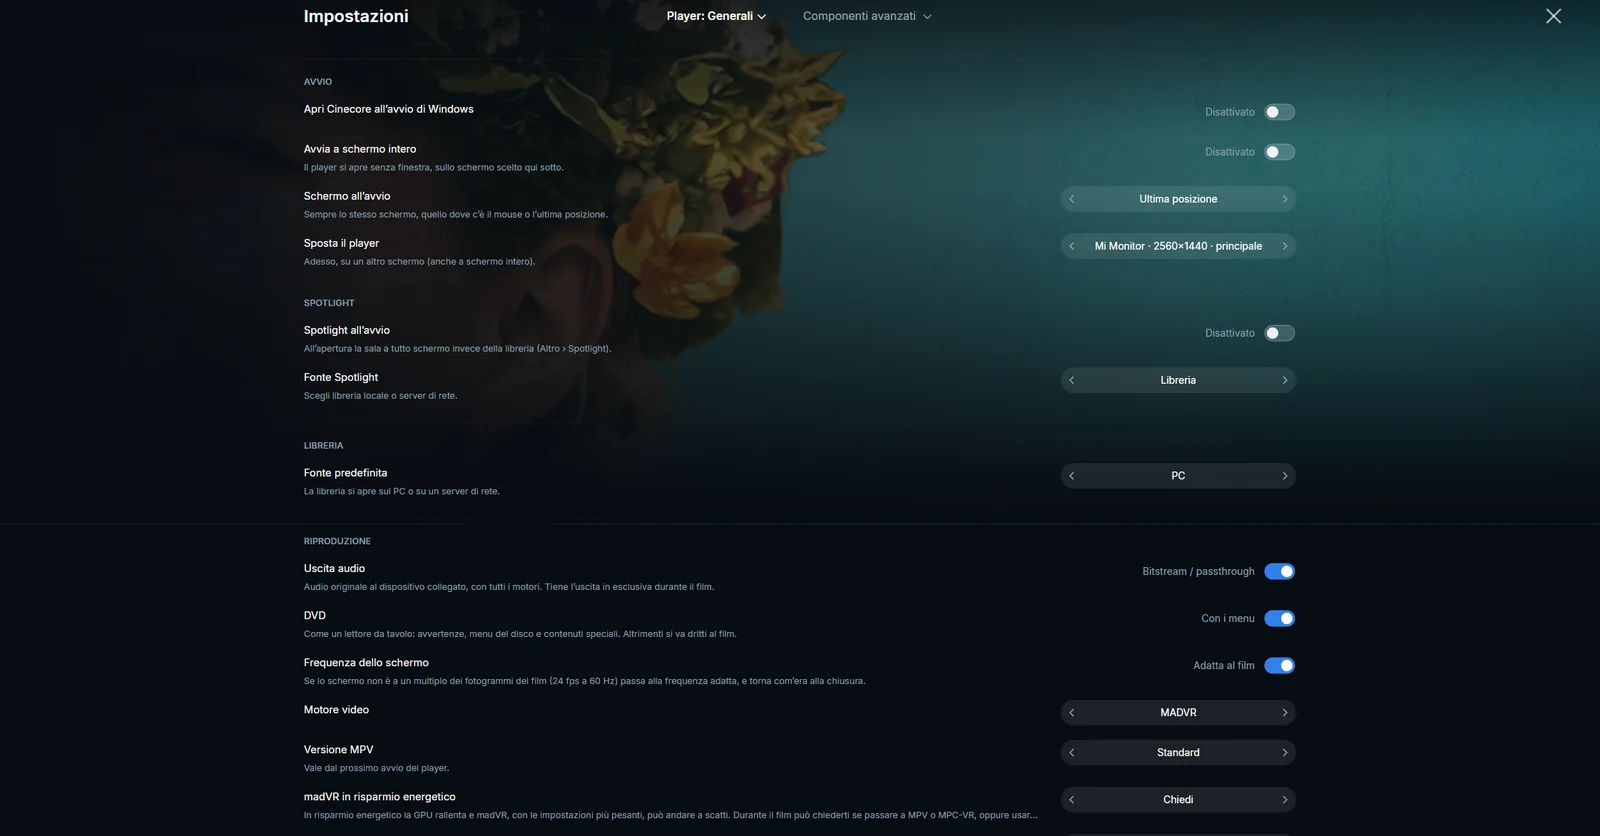 Impostazioni
Player: Generali
Componenti avanzati
AVVIO
Apri Cinecore all’avvio di Windows
Disattivato
Avvia a schermo intero
Il player si apre senza finestra, sullo schermo scelto qui sotto.
Disattivato
Schermo all’avvio
Sempre lo stesso schermo, quello dove c’è il mouse o l’ultima posizione.
Ultima posizione
Sposta il player
Adesso, su un altro schermo (anche a schermo intero).
Mi Monitor · 2560×1440 · principale
SPOTLIGHT
Spotlight all’avvio
All’apertura la sala a tutto schermo invece della libreria (Altro › Spotlight).
Disattivato
Fonte Spotlight
Scegli libreria locale o server di rete.
Libreria
LIBRERIA
Fonte predefinita
La libreria si apre sul PC o su un server di rete.
PC
RIPRODUZIONE
Uscita audio
Audio originale al dispositivo collegato, con tutti i motori. Tiene l’uscita in esclusiva durante il film.
Bitstream / passthrough
DVD
Come un lettore da tavolo: avvertenze, menu del disco e contenuti speciali. Altrimenti si va dritti al film.
Con i menu
Frequenza dello schermo
Se lo schermo non è a un multiplo dei fotogrammi del film (24 fps a 60 Hz) passa alla frequenza adatta, e torna com’era alla chiusura.
Adatta al film
Motore video
MADVR
Versione MPV
Vale dal prossimo avvio del player.
Standard
madVR in risparmio energetico
In risparmio energetico la GPU rallenta e madVR, con le impostazioni più pesanti, può andare a scatti. Durante il film può chiederti se passare a MPV o MPC-VR, oppure usar...
Chiedi